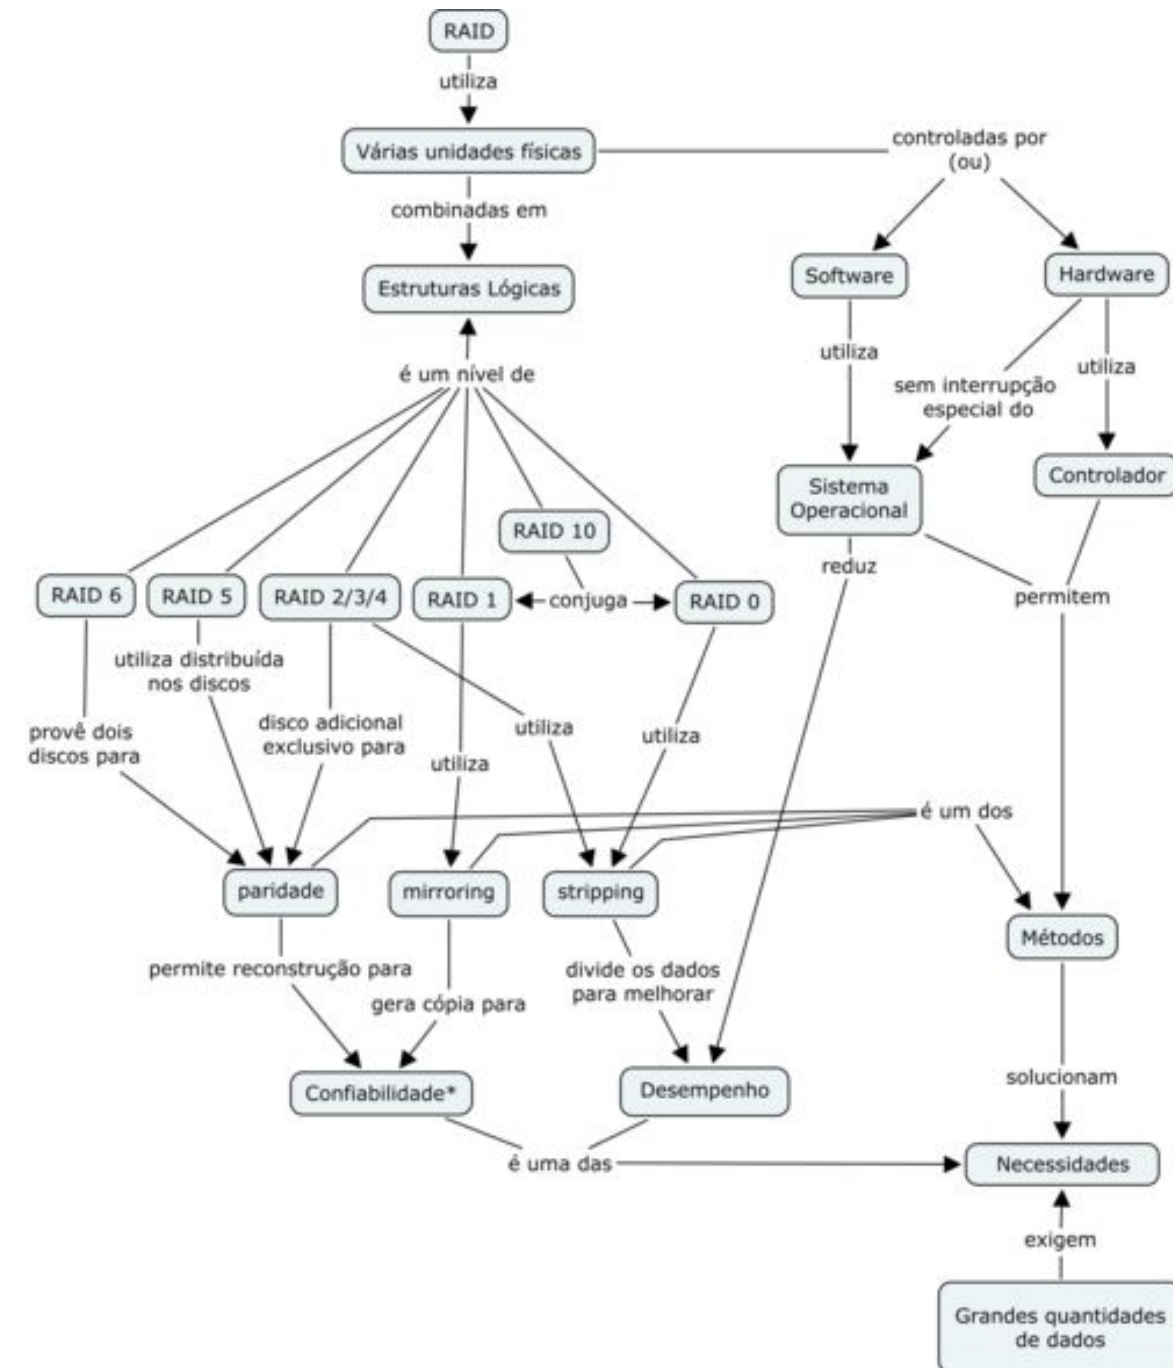 RAID
utiliza
Várias unidades físicas
controladas por
(ou)
combinadas em
Estruturas Lógicas
Software
Hardware
utiliza
utiliza
é um nível de
sem interrupção
especial do
Sistema
Operacional
Controlador
RAID 10
reduz
permitem
RAID 6
RAID 5
RAID 2/3/4
RAID 1
conjuga
RAID 0
utiliza distribuída
nos discos
provê dois
discos para
disco adicional
exclusivo para
utiliza
utiliza
utiliza
é um dos
paridade
mirroring
stripping
Métodos
permite reconstrução para
gera cópia para
divide os dados
para melhorar
Confiabilidade*
Desempenho
solucionam
é uma das
Necessidades
exigem
Grandes quantidades
de dados